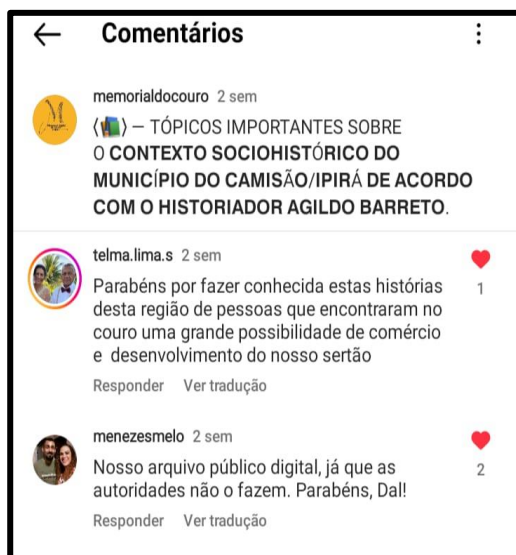 Comentários
memorialdocouro 2 sem
(📚) — TÓPICOS IMPORTANTES SOBRE
O CONTEXTO SOCIOHISTÓRICO DO
MUNICÍPIO DO CAMISÃO/IPIRÁ DE ACORDO
COM O HISTORIADOR AGILDO BARRETO.
telma.lima.s 2 sem
Parabéns por fazer conhecida estas histórias
desta região de pessoas que encontraram no
couro uma grande possibilidade de comércio
e desenvolvimento do nosso sertão
1
Responder Ver tradução
menezesmelo 2 sem
Nosso arquivo público digital, já que as
autoridades não o fazem. Parabéns, Dal!
2
Responder Ver tradução